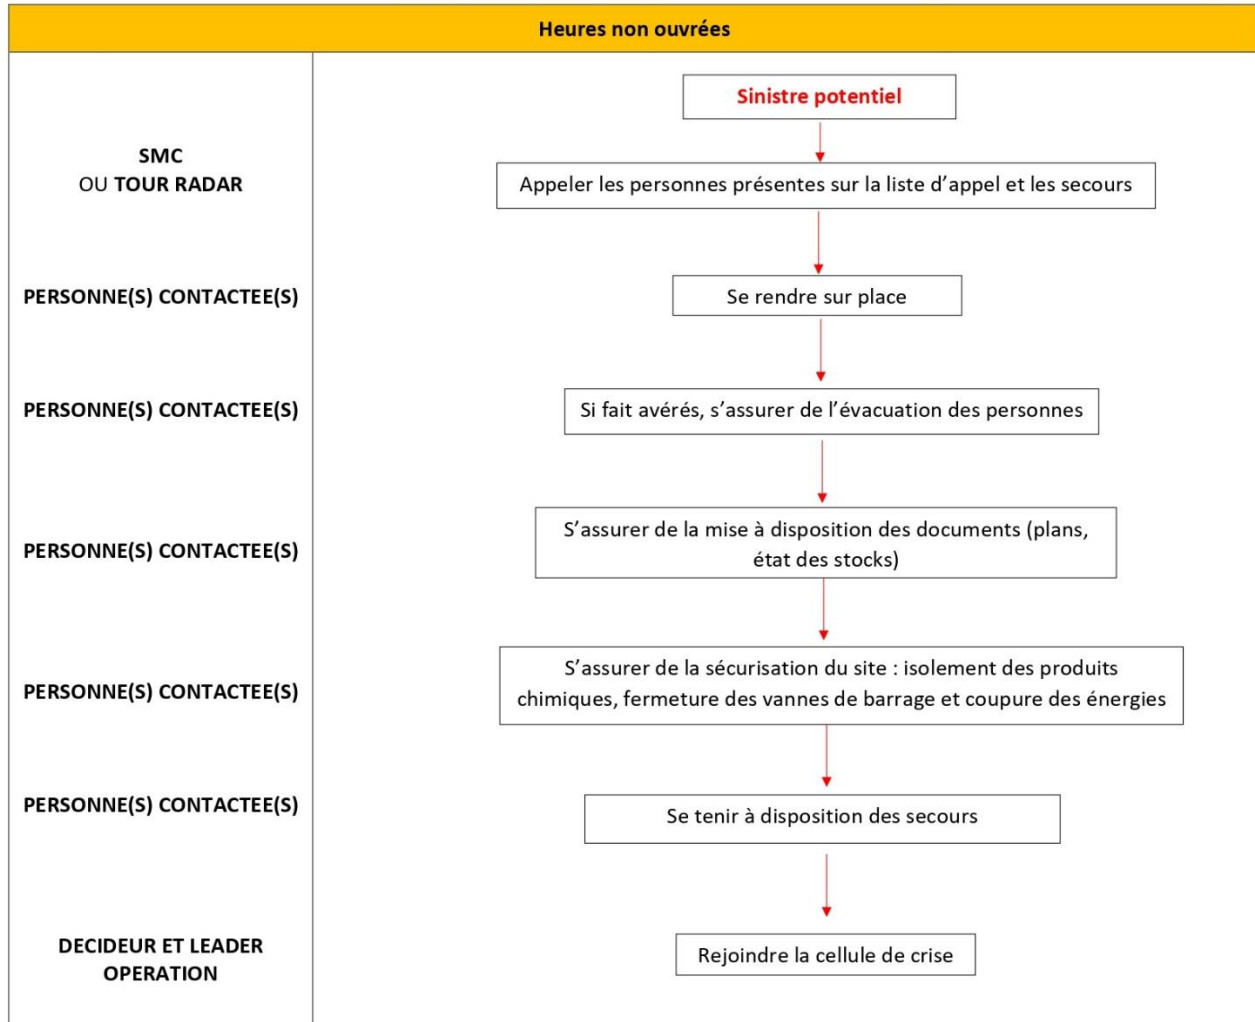 Heures non ouvrées
Sinistre potentiel
SMC
OU TOUR RADAR
Appeler les personnes présentes sur la liste d’appel et les secours
PERSONNE(S) CONTACTEE(S)
Se rendre sur place
PERSONNE(S) CONTACTEE(S)
Si fait avérés, s’assurer de l’évacuation des personnes
PERSONNE(S) CONTACTEE(S)
S’assurer de la mise à disposition des documents (plans,
état des stocks)
PERSONNE(S) CONTACTEE(S)
S’assurer de la sécurisation du site : isolement des produits
chimiques, fermeture des vannes de barrage et coupure des énergies
PERSONNE(S) CONTACTEE(S)
Se tenir à disposition des secours
DECIDEUR ET LEADER
OPERATION
Rejoindre la cellule de crise